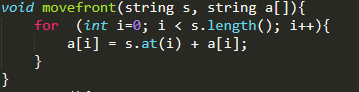 void movefront(string s, string a[]){
    for (int i=0; i < s.length(); i++){
        a[i] = s.at(i) + a[i];
    }
}